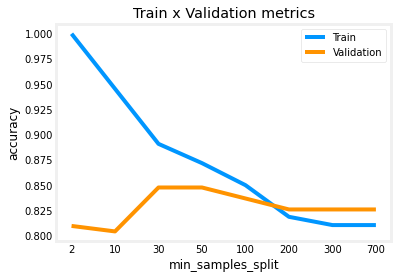 Train x Validation metrics
Train
Validation
accuracy
1.000
0.975
0.950
0.925
0.900
0.875
0.850
0.825
0.800
2 10 30 50 100 200 300 700
min_samples_split